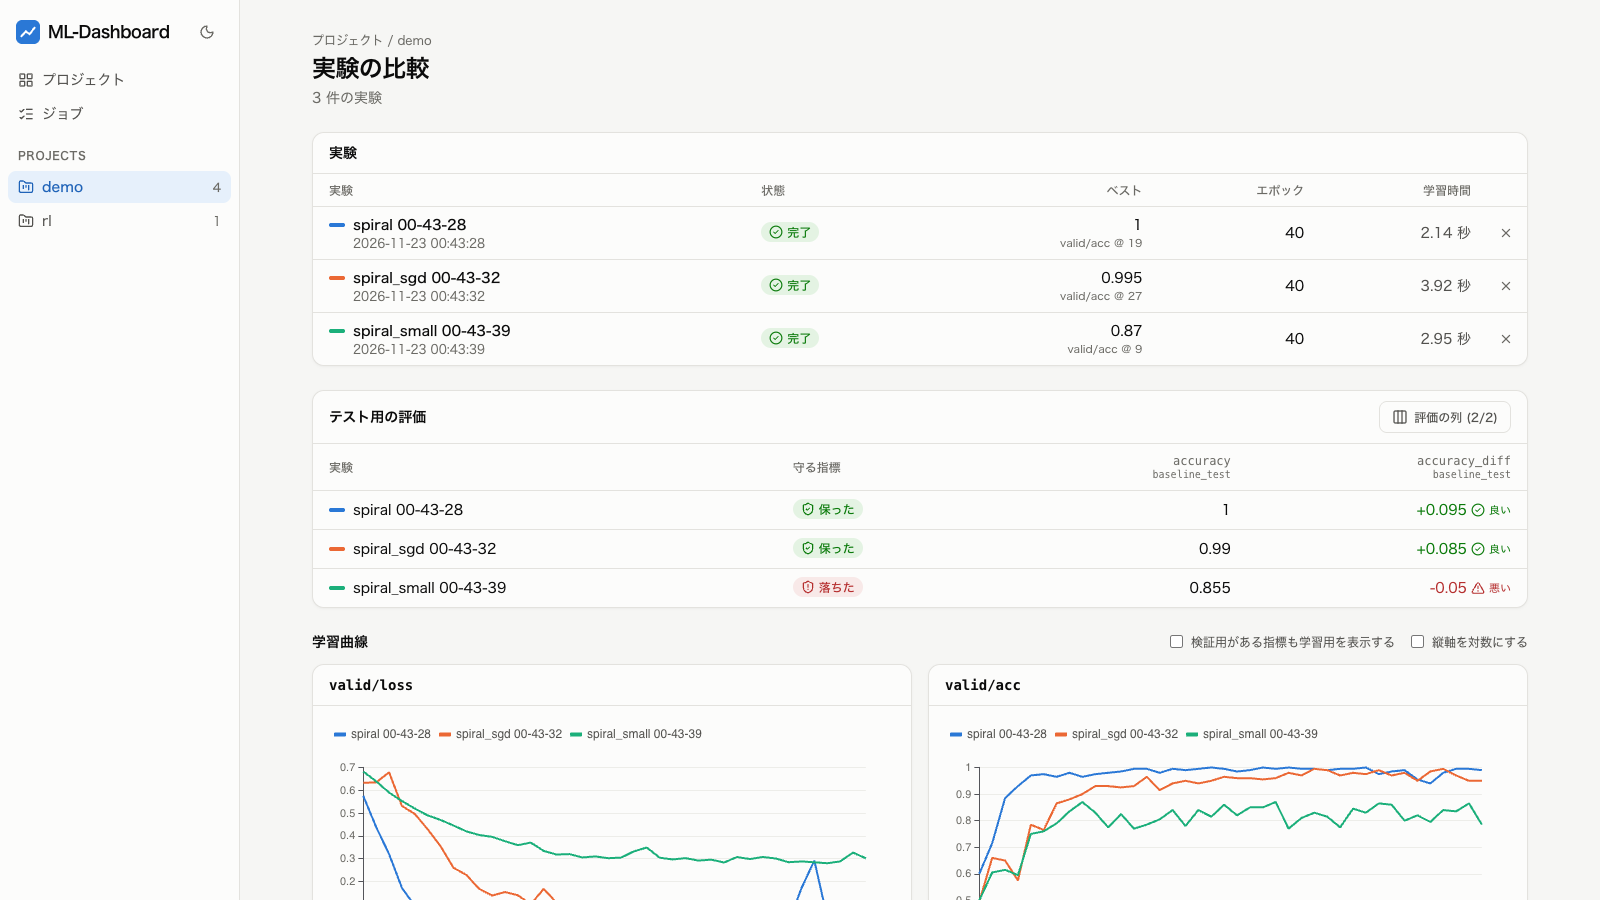 ML-Dashboard
プロジェクト
ジョブ
PROJECTS
demo 4
rl 1
プロジェクト / demo
実験の比較
3 件の実験
実験
実験 状態 ベスト エポック 学習時間
spiral 00-43-28 完了 1 40 2.14 秒
2026-11-23 00:43:28 valid/acc @ 19
spiral_sgd 00-43-32 完了 0.995 40 3.92 秒
2026-11-23 00:43:32 valid/acc @ 27
spiral_small 00-43-39 完了 0.87 40 2.95 秒
2026-11-23 00:43:39 valid/acc @ 9
テスト用の評価 評価の列 (2/2)
実験 守る指標 accuracy accuracy_diff
baseline_test baseline_test
spiral 00-43-28 保った 1 +0.095 良い
spiral_sgd 00-43-32 保った 0.99 +0.085 良い
spiral_small 00-43-39 落ちた 0.855 -0.05 悪い
学習曲線 検証用がある指標も学習用を表示する 縦軸を対数にする
valid/loss
spiral 00-43-28 spiral_sgd 00-43-32 spiral_small 00-43-39
0.7
0.6
0.5
0.4
0.3
0.2
valid/acc
spiral 00-43-28 spiral_sgd 00-43-32 spiral_small 00-43-39
1
0.9
0.8
0.7
0.6
0.5